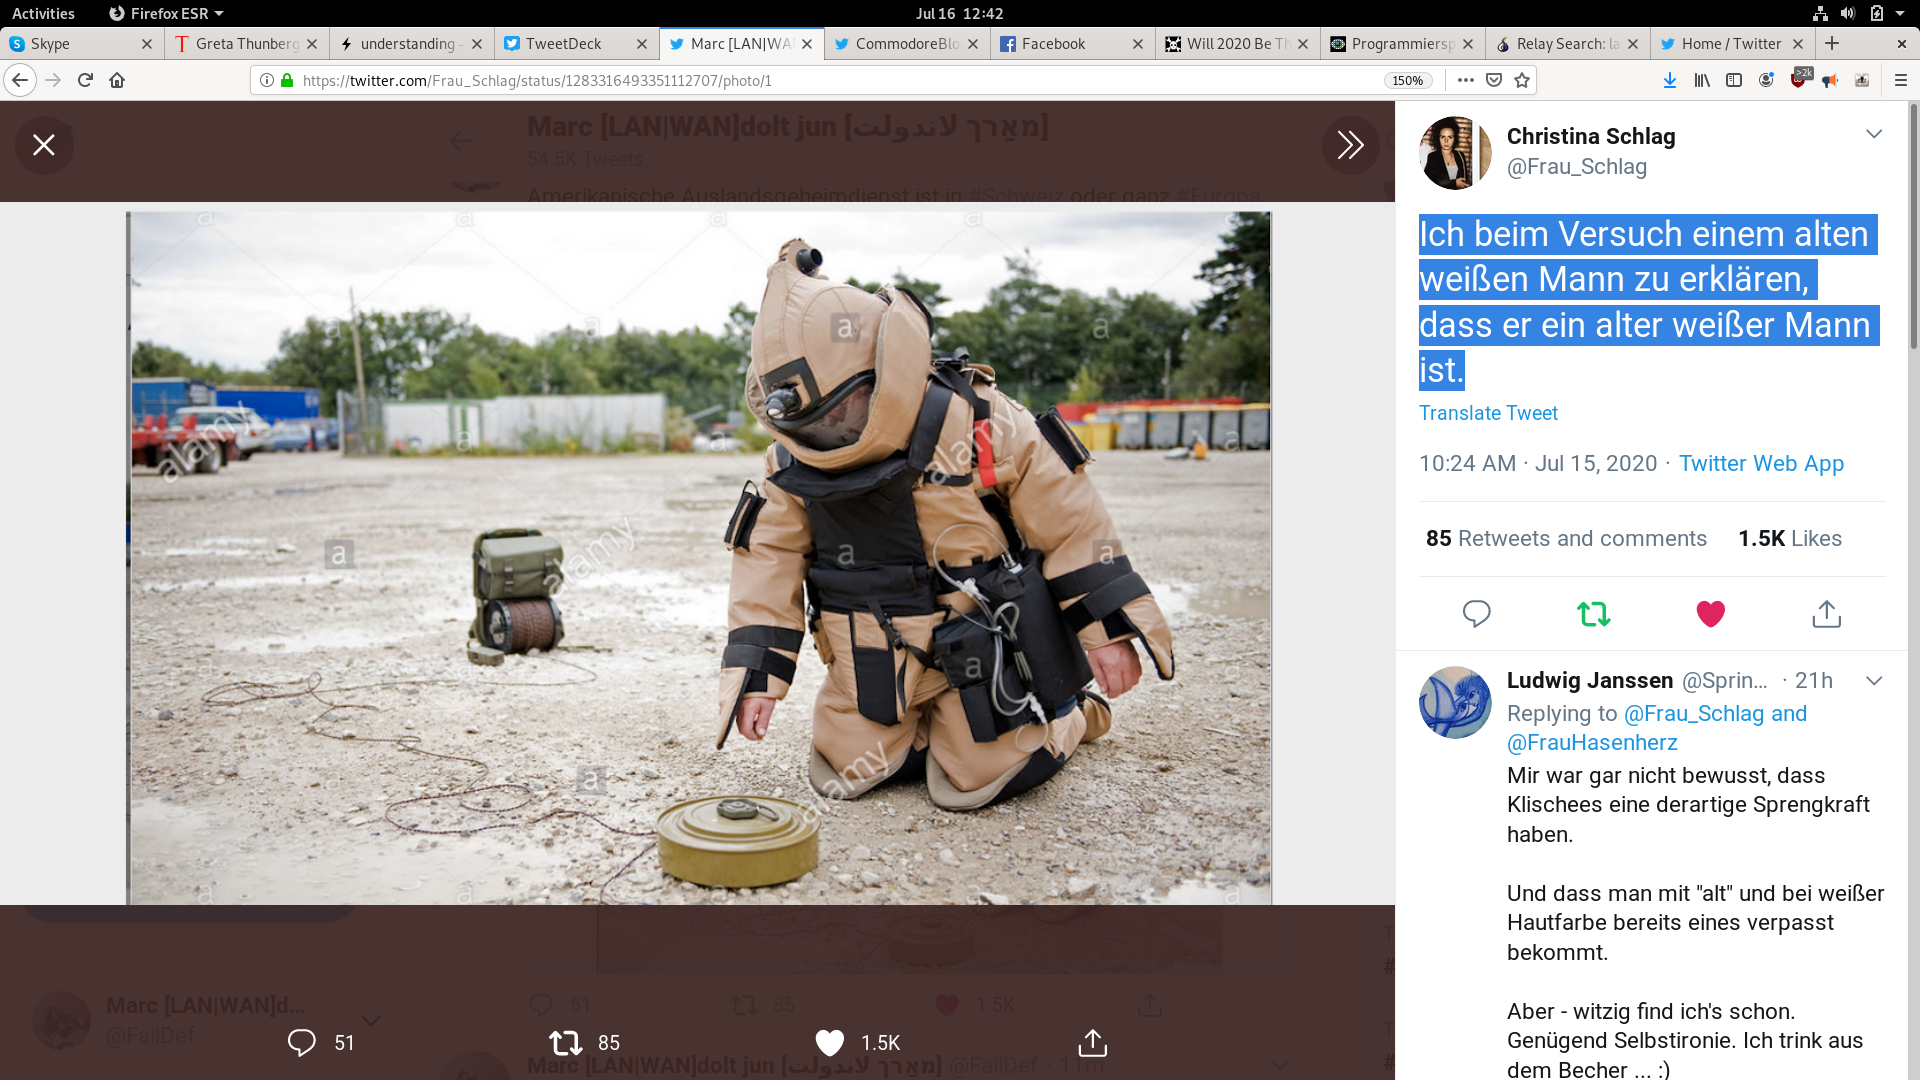 Activities
Firefox ESR
Jul 16 12:42
Skype
Greta Thunberg
understanding -
TweetDeck
Marc [LAN|WA
CommodoreBlo
Facebook
Will 2020 Be Th
Programmiersp
Relay Search: la
Home / Twitter
https://twitter.com/Frau_Schlag/status/1283316493351112707/photo/1
150%
>2k
Marc [LAN|WAN]dolt jun [מאַרך لاندولت]
54.5K Tweets
Amerikanische Auslandsgeheimdienst ist in #Schweiz oder ganz #Europa
alamy
alamy
alamy
alamy
a
a
a
a
a
a
a
Christina Schlag
@Frau_Schlag
Ich beim Versuch einem alten
weißen Mann zu erklären,
dass er ein alter weißer Mann
ist.
Translate Tweet
10:24 AM · Jul 15, 2020 · Twitter Web App
85 Retweets and comments
1.5K Likes
Ludwig Janssen @Sprin... · 21h
Replying to @Frau_Schlag and
@FrauHasenherz
Mir war gar nicht bewusst, dass
Klischees eine derartige Sprengkraft
haben.
Und dass man mit "alt" und bei weißer
Hautfarbe bereits eines verpasst
bekommt.
Aber - witzig find ich's schon.
Genügend Selbstironie. Ich trink aus
dem Becher ... :)
Marc [LAN|WAN]d...
@FallDef
51
85
1.5K
51
85
1.5K
Marc [LAN|WAN]dolt jun [מאַרך لاندولت] @FallDef · 11m